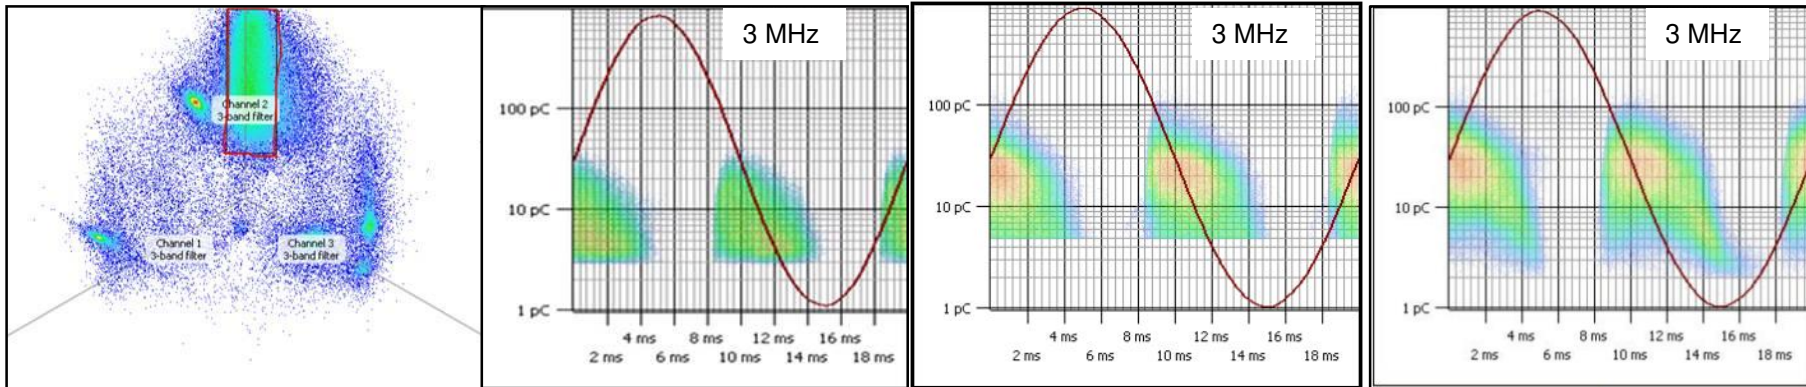 Channel 2
3-band filter
Channel 1
3-band filter
Channel 3
3-band filter
3 MHz
100 pC
10 pC
1 pC
4 ms 8 ms 12 ms 16 ms
2 ms 6 ms 10 ms 14 ms 18 ms
3 MHz
100 pC
10 pC
1 pC
4 ms 8 ms 12 ms 16 ms
2 ms 6 ms 10 ms 14 ms 18 ms
3 MHz
100 pC
10 pC
1 pC
4 ms 8 ms 12 ms 16 ms
2 ms 6 ms 10 ms 14 ms 18 ms